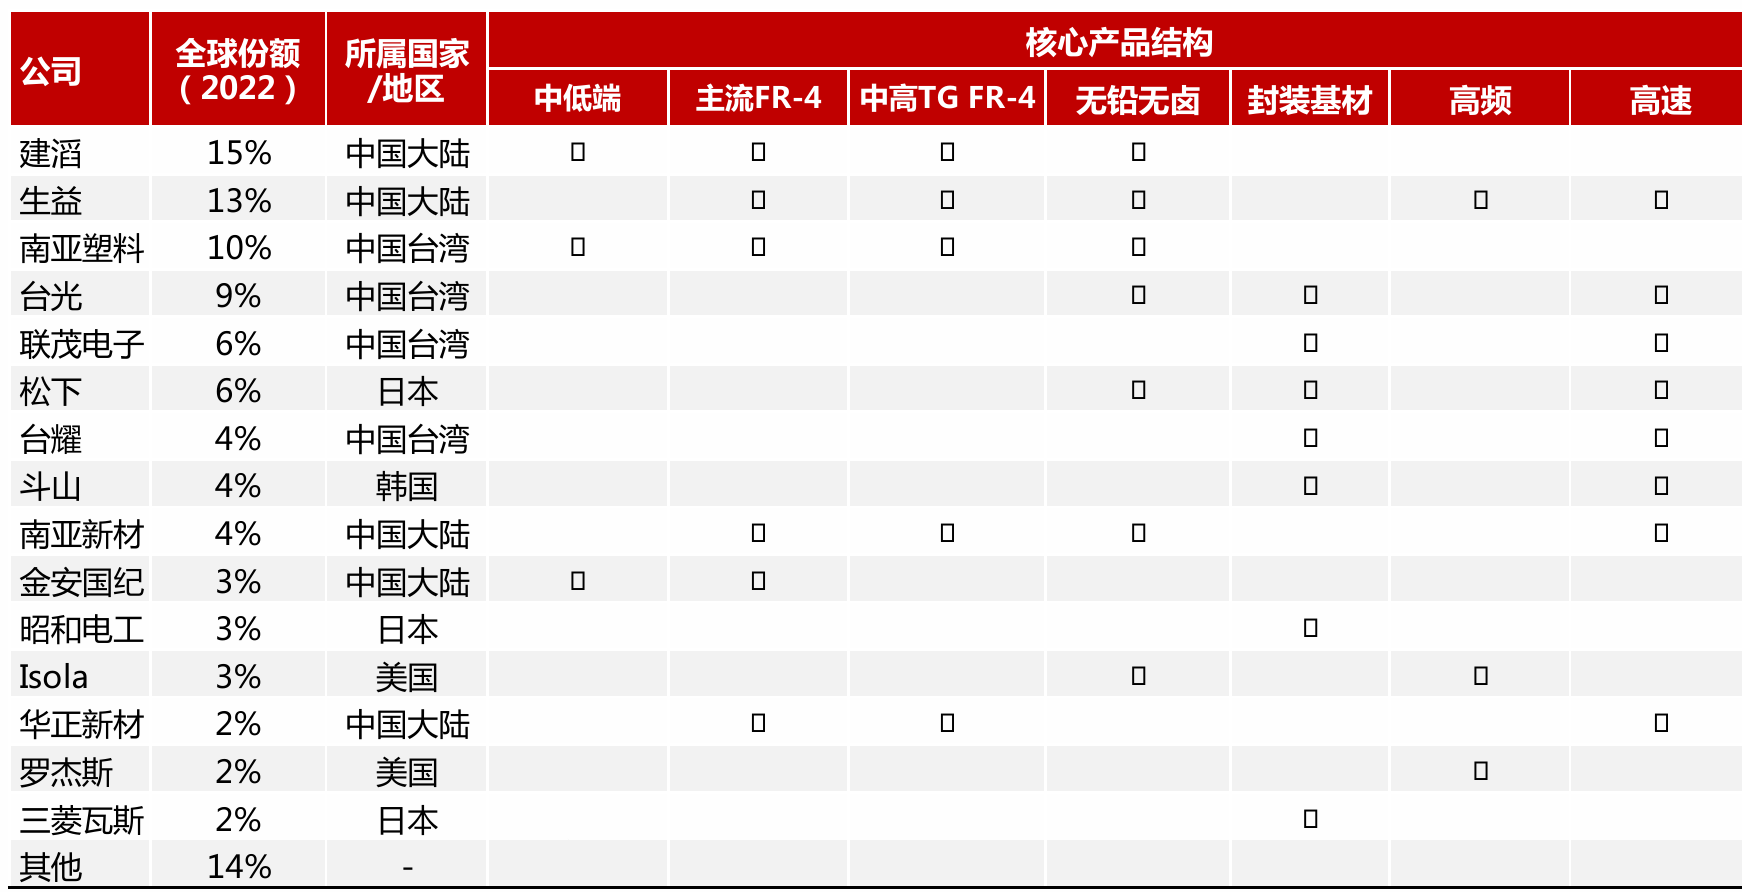 公司 全球份额（2022） 所属国家/地区 核心产品结构
中低端 主流FR-4 中高TG FR-4 无铅无卤 封装基材 高频 高速
建滔 15% 中国大陆 ▯ ▯ ▯ ▯
生益 13% 中国大陆 ▯ ▯ ▯ ▯ ▯
南亚塑料 10% 中国台湾 ▯ ▯ ▯ ▯
台光 9% 中国台湾 ▯ ▯ ▯
联茂电子 6% 中国台湾 ▯ ▯
松下 6% 日本 ▯ ▯ ▯
台耀 4% 中国台湾 ▯ ▯
斗山 4% 韩国 ▯ ▯
南亚新材 4% 中国大陆 ▯ ▯ ▯ ▯
金安国纪 3% 中国大陆 ▯ ▯
昭和电工 3% 日本 ▯
Isola 3% 美国 ▯ ▯
华正新材 2% 中国大陆 ▯ ▯ ▯
罗杰斯 2% 美国 ▯
三菱瓦斯 2% 日本 ▯
其他 14% -